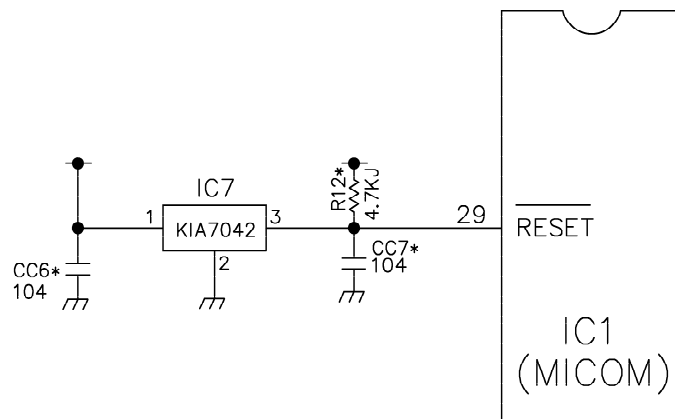 IC7
1
KIA7042
3
2
CC6*
104
R12*
4.7KJ
CC7*
104
29
RESET
IC1
(MICOM)